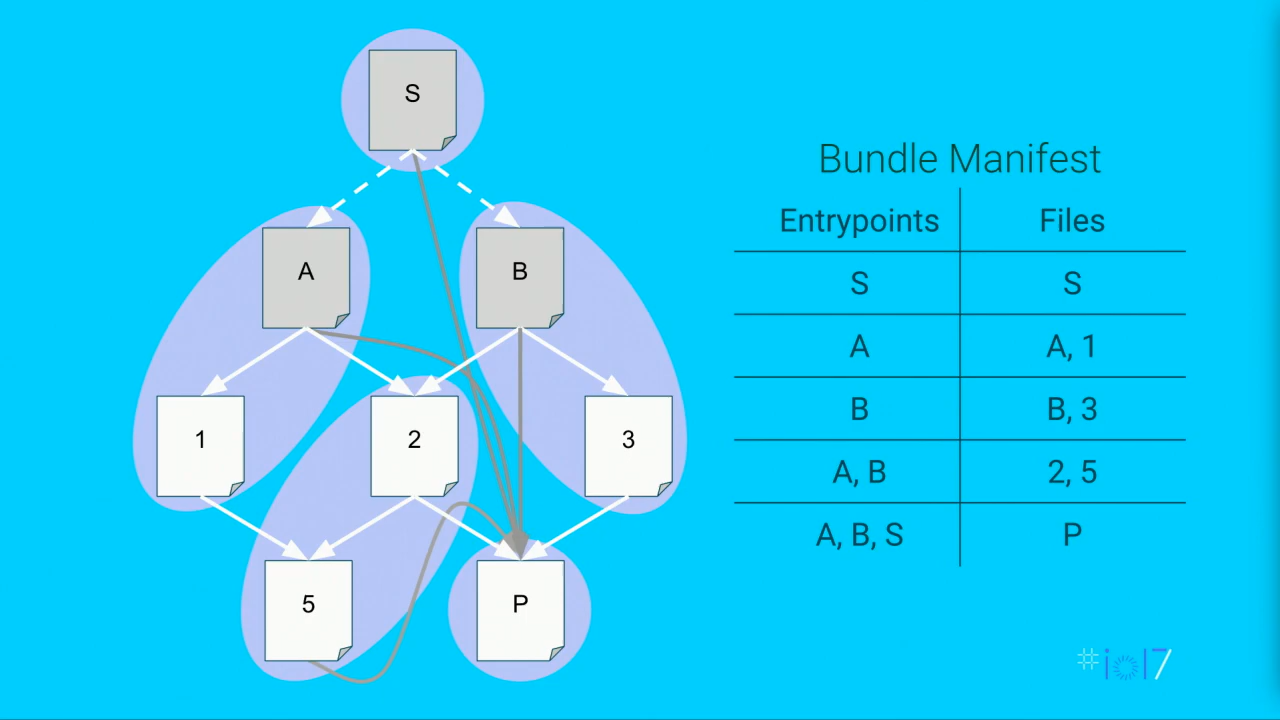 S
A
B
1
2
3
5
P
Bundle Manifest
Entrypoints Files
S S
A A, 1
B B, 3
A, B 2, 5
A, B, S P
#io17